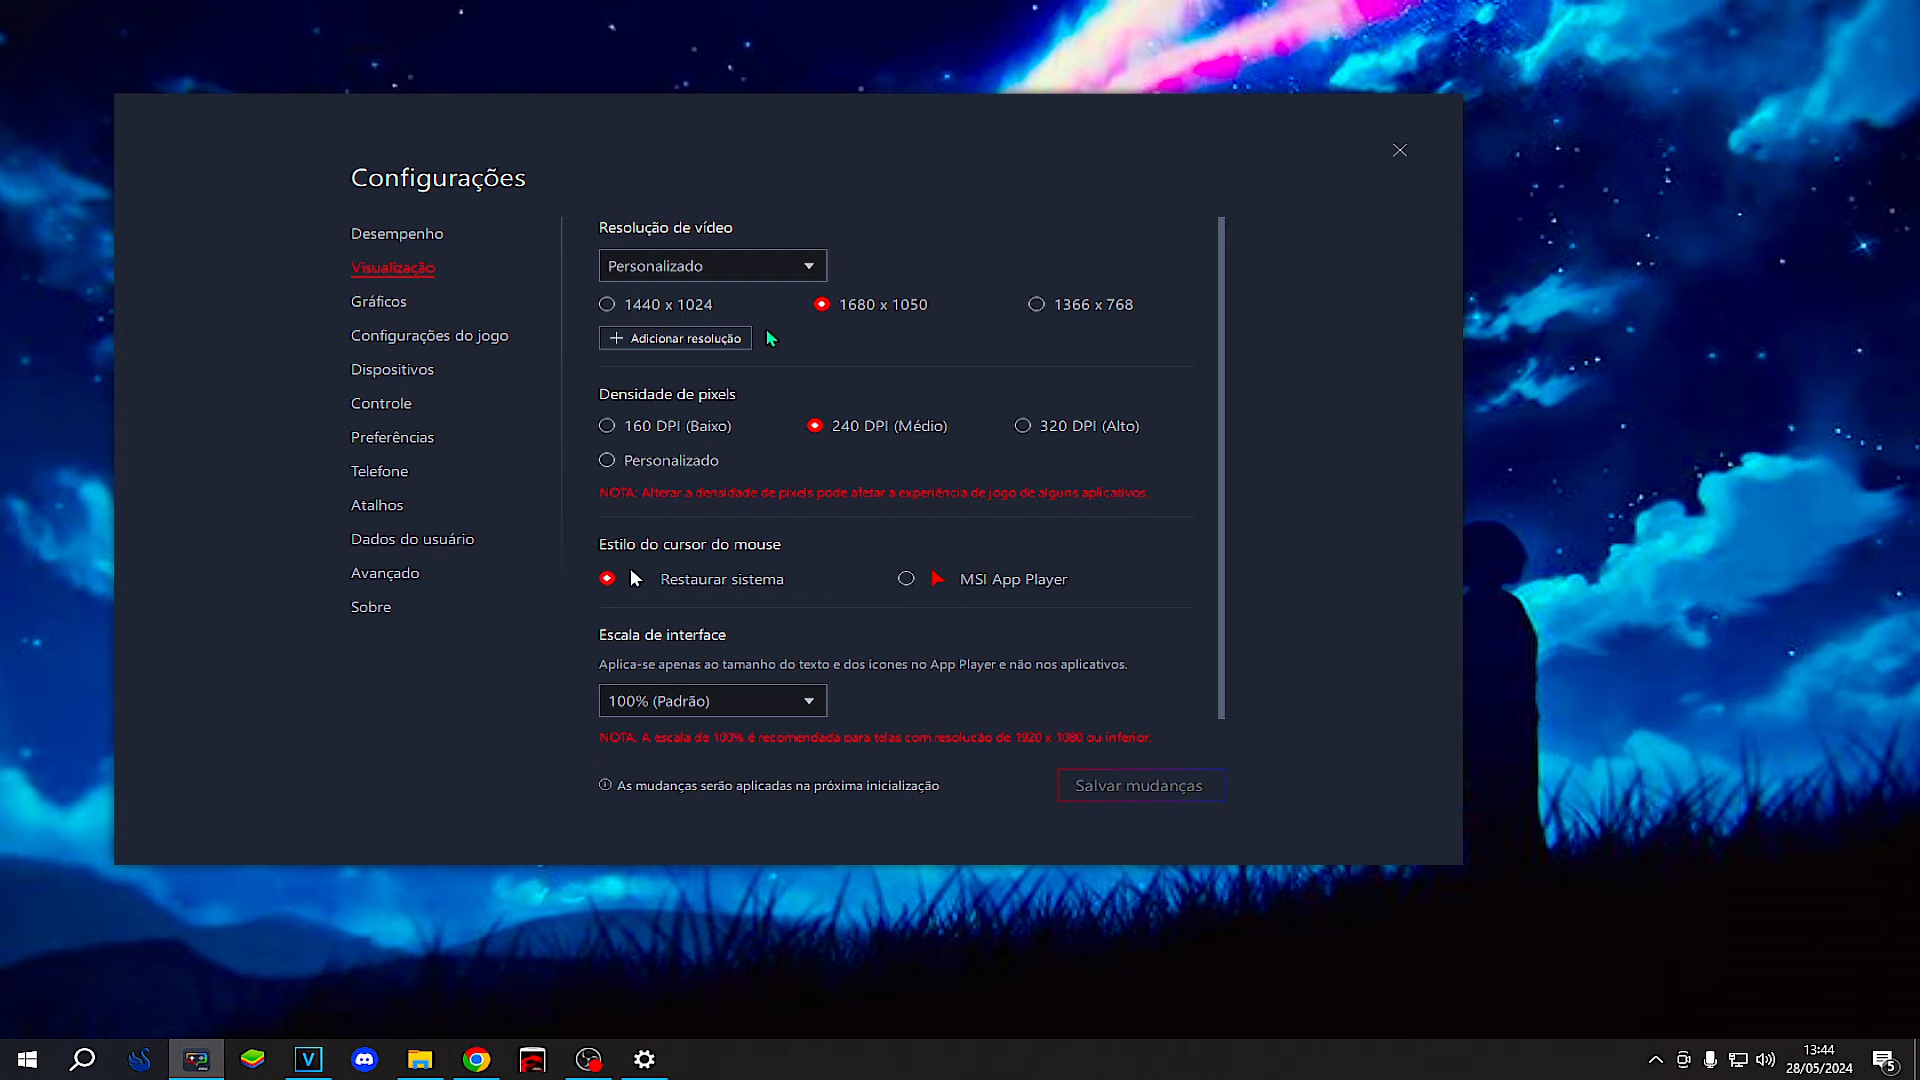 Configurações
Desempenho
Visualização
Gráficos
Configurações do jogo
Dispositivos
Controle
Preferências
Telefone
Atalhos
Dados do usuário
Avançado
Sobre
Resolução de vídeo
Personalizado
1440 x 1024
1680 x 1050
1366 x 768
Adicionar resolução
Densidade de pixels
160 DPI (Baixo)
240 DPI (Médio)
320 DPI (Alto)
Personalizado
NOTA: Alterar a densidade de pixels pode afetar a experiência de jogo de alguns aplicativos.
Estilo do cursor do mouse
Restaurar sistema
MSI App Player
Escala de interface
Aplica-se apenas ao tamanho do texto e dos ícones no App Player e não nos aplicativos.
100% (Padrão)
NOTA: A escala de 100% é recomendada para telas com resolução de 1920 x 1080 ou inferior.
As mudanças serão aplicadas na próxima inicialização
Salvar mudanças
V
13:44
28/05/2024
5